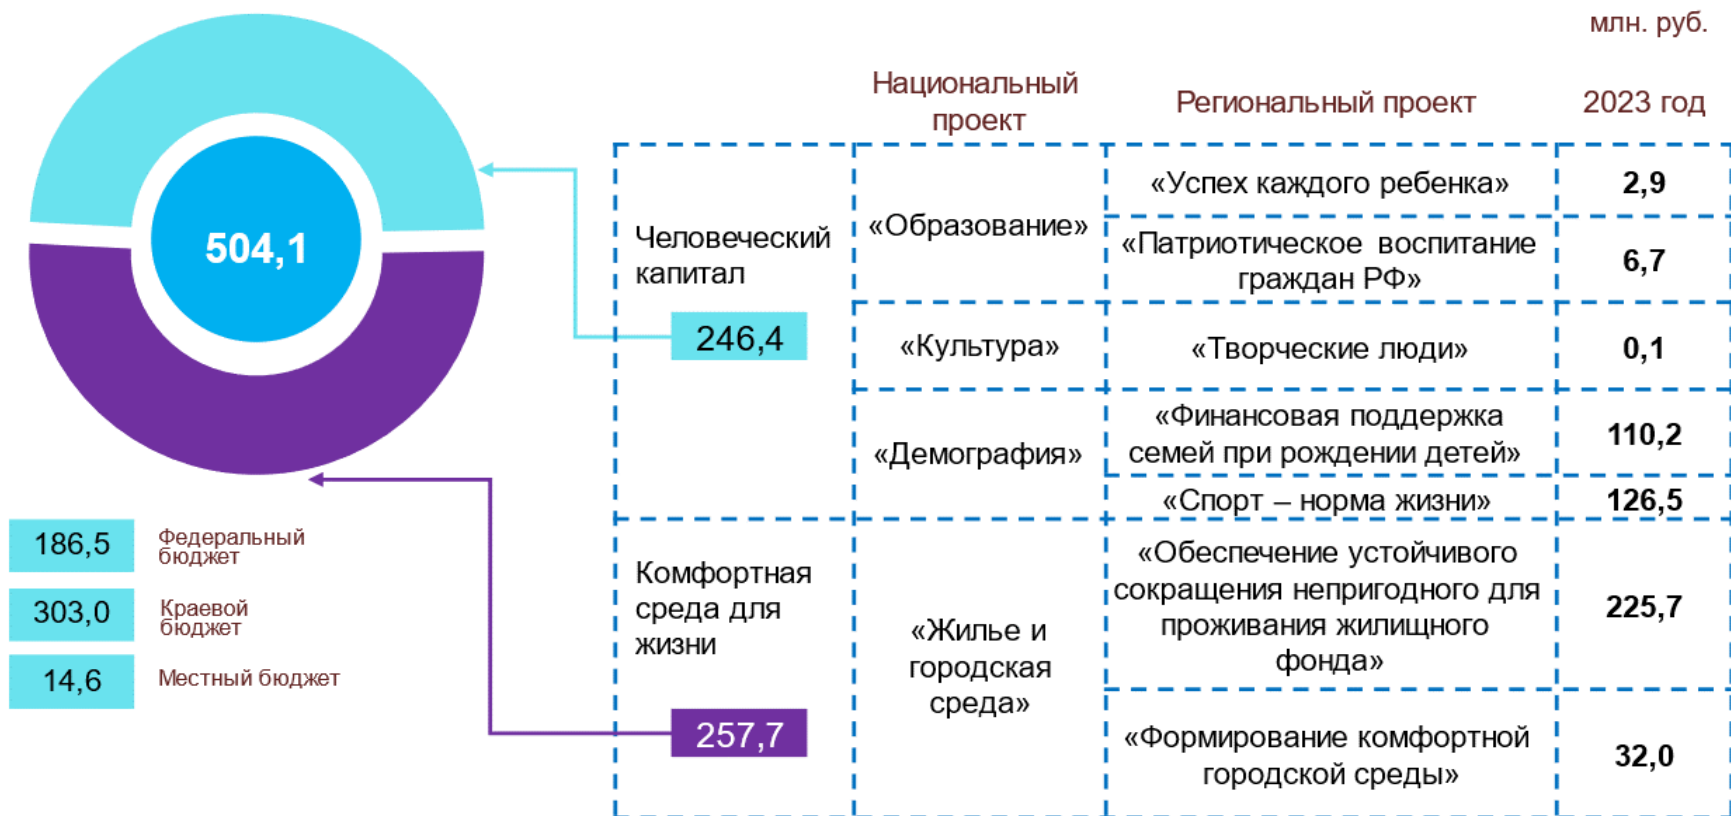 млн. руб.
Национальный
проект
Региональный проект
2023 год
504,1
186,5
Федеральный
бюджет
303,0
Краевой
бюджет
14,6
Местный бюджет
Человеческий
капитал
246,4
«Образование»
«Успех каждого ребенка»
2,9
«Патриотическое воспитание
граждан РФ»
6,7
«Культура»
«Творческие люди»
0,1
«Демография»
«Финансовая поддержка
семей при рождении детей»
110,2
«Спорт – норма жизни»
126,5
Комфортная
среда для
жизни
257,7
«Жилье и
городская
среда»
«Обеспечение устойчивого
сокращения непригодного для
проживания жилищного
фонда»
225,7
«Формирование комфортной
городской среды»
32,0